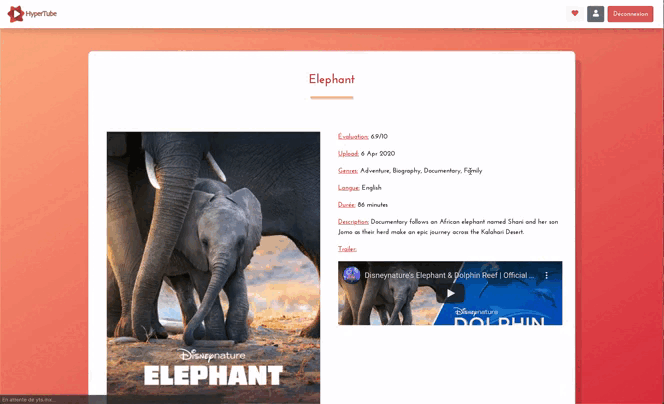 HyperTube
Déconnexion
Elephant
Evaluation: 6.9/10
Upload: 6 Apr 2020
Genres: Adventure, Biography, Documentary, Family
Langue: English
Durée: 86 minutes
Description: Documentary follows an African elephant named Shani and her son
Jomo as their herd make an epic journey across the Kalahari Desert.
Trailer:
Disneynature's Elephant & Dolphin Reef | Official ...
Disneynature
DOLPHIN
Disneynature
ELEPHANT
En attente de yts.mx...